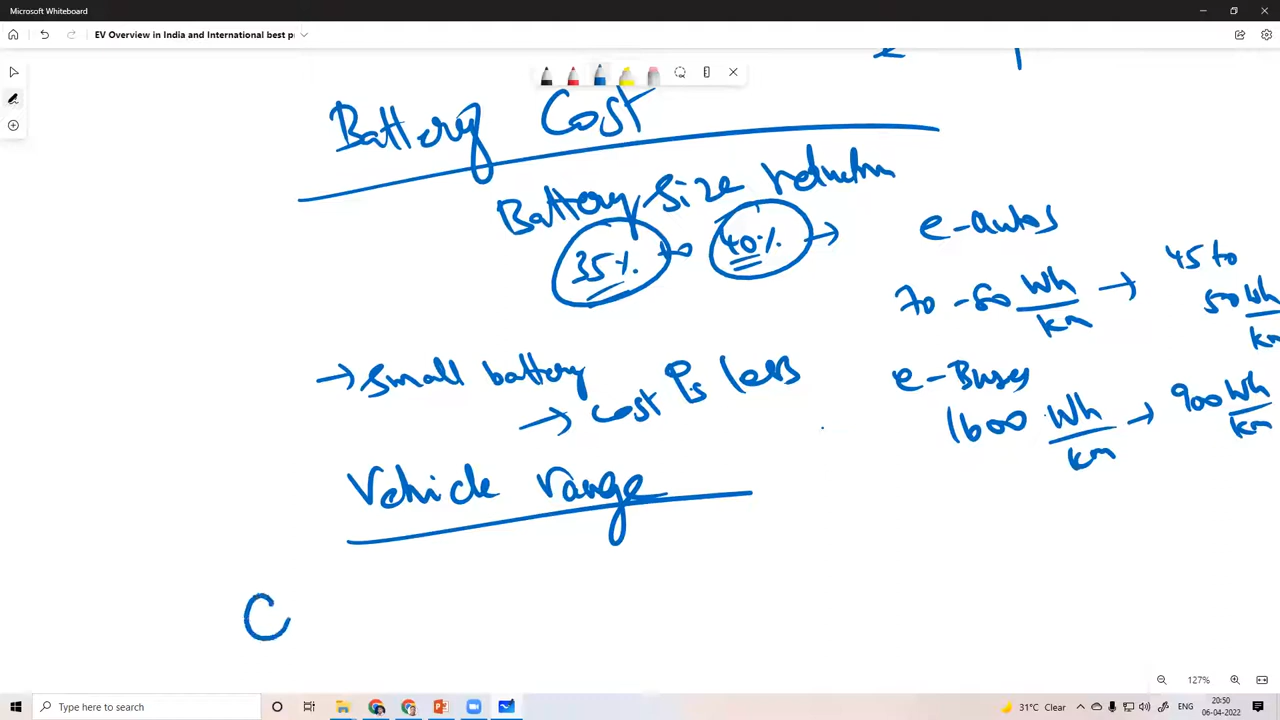 Microsoft Whiteboard
EV Overview in India and International best p
Battery Cost
Battery size reduction
35% to 40% →
e-autos
70-80 Wh/km → 45 to 50 Wh/km
→ small battery
→ cost is less
e-Buses
1600 Wh/km → 900 Wh/km
Vehicle range
C
127%
Type here to search
31°C Clear
ENG
20:50
06-04-2022